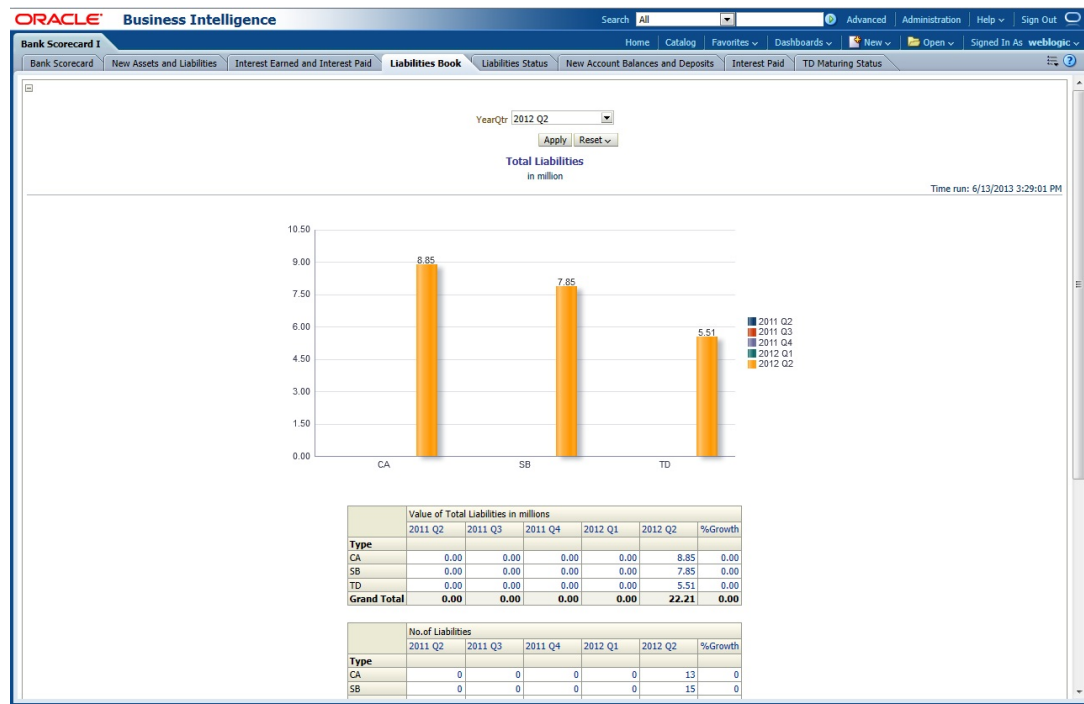 ORACLE Business Intelligence Search All Advanced Administration Help Sign Out
Bank Scorecard I Home Catalog Favorites Dashboards New Open Signed In As weblogic
Bank Scorecard New Assets and Liabilities Interest Earned and Interest Paid Liabilities Book Liabilities Status New Account Balances and Deposits Interest Paid TD Maturing Status
YearQtr 2012 Q2
Apply Reset
Total Liabilities
in million
Time run: 6/13/2013 3:29:01 PM
10.50
9.00
7.50
6.00
4.50
3.00
1.50
0.00
8.85
7.85
5.51
CA SB TD
2011 Q2
2011 Q3
2011 Q4
2012 Q1
2012 Q2
Value of Total Liabilities in millions
2011 Q2 2011 Q3 2011 Q4 2012 Q1 2012 Q2 %Growth
Type
CA 0.00 0.00 0.00 0.00 8.85 0.00
SB 0.00 0.00 0.00 0.00 7.85 0.00
TD 0.00 0.00 0.00 0.00 5.51 0.00
Grand Total 0.00 0.00 0.00 0.00 22.21 0.00
No.of Liabilities
2011 Q2 2011 Q3 2011 Q4 2012 Q1 2012 Q2 %Growth
Type
CA 0 0 0 0 13 0
SB 0 0 0 0 15 0